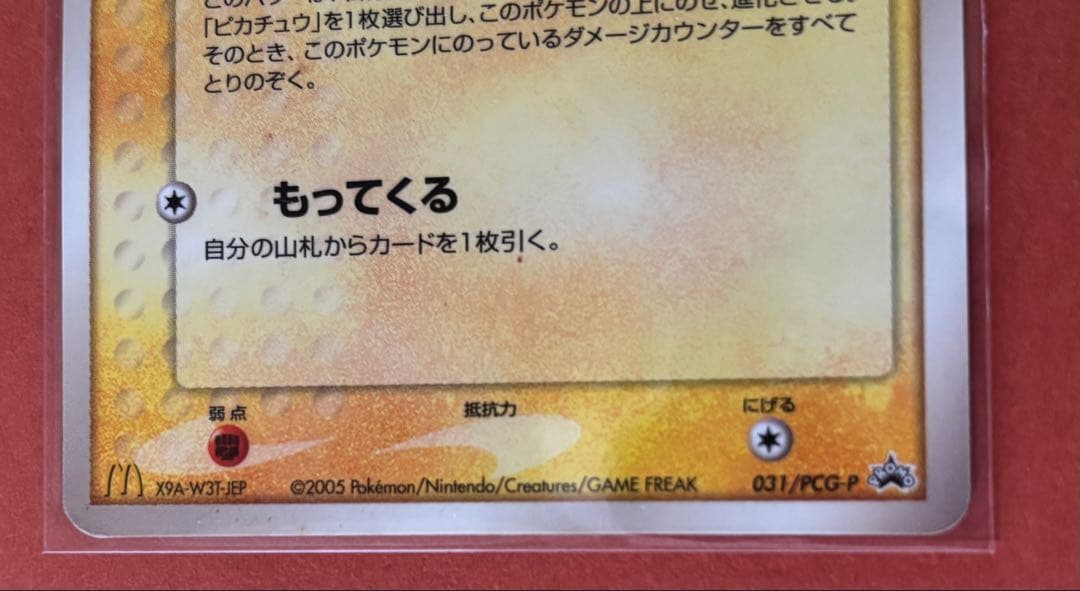 「ピカチュウ」を1枚選び出し、このポケモンの上にのせ、進化させる。
そのとき、このポケモンにのっているダメージカウンターをすべて
とりのぞく。
もってくる
自分の山札からカードを1枚引く。
弱点 抵抗力 にげる
X9A-W3T-JEP ©2005 Pokémon/Nintendo/Creatures/GAME FREAK 031/PCG-P